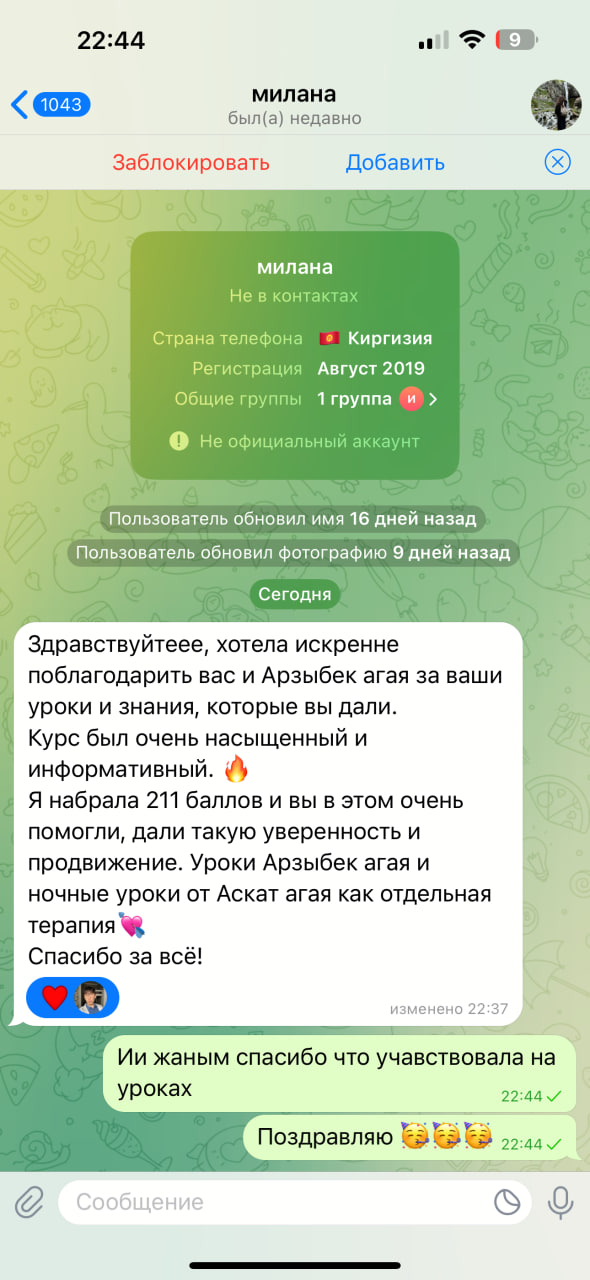 22:44
9
1043
милана
был(а) недавно
Заблокировать Добавить
милана
Не в контактах
Страна телефона 🇰🇬 Киргизия
Регистрация Август 2019
Общие группы 1 группа И
Не официальный аккаунт
Пользователь обновил имя 16 дней назад
Пользователь обновил фотографию 9 дней назад
Сегодня
Здравствуйтеее, хотела искренне
поблагодарить вас и Арзыбек агая за ваши
уроки и знания, которые вы дали.
Курс был очень насыщенный и
информативный. 🔥
Я набрала 211 баллов и вы в этом очень
помогли, дали такую уверенность и
продвижение. Уроки Арзыбек агая и
ночные уроки от Аскат агая как отдельная
терапия💘
Спасибо за всё!
❤️
изменено 22:37
Ии жаным спасибо что учавствовала на
уроках
22:44
Поздравляю 🥳🥳🥳 22:44
Сообщение